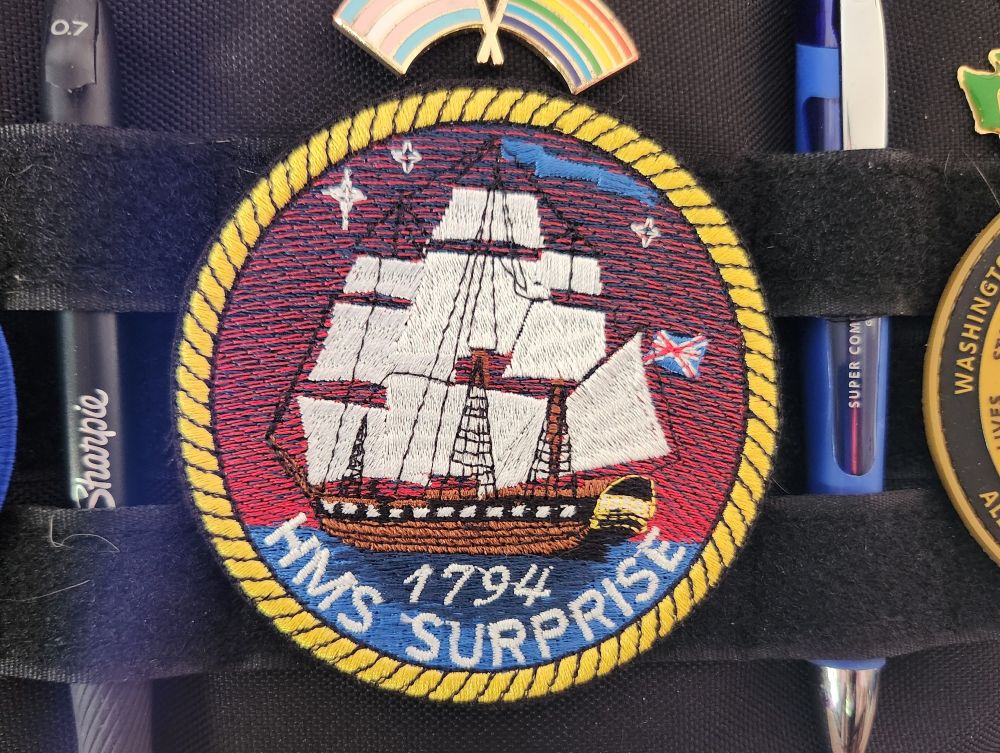 0.7
Sharpie
1794
HMS SURPRISE
SUPER COM
WASHINGTO